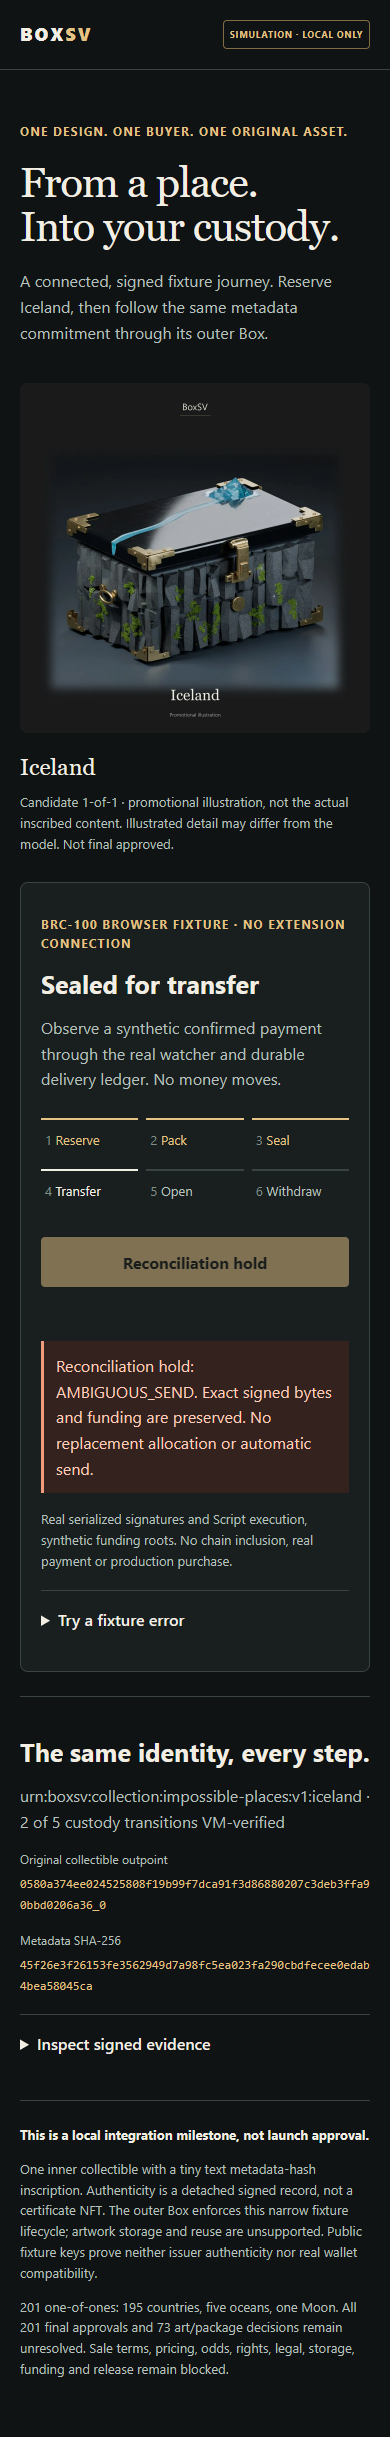 BOXSV
SIMULATION · LOCAL ONLY
ONE DESIGN. ONE BUYER. ONE ORIGINAL ASSET.
From a place.
Into your custody.
A connected, signed fixture journey. Reserve
Iceland, then follow the same metadata
commitment through its outer Box.
BoxSV
Iceland
Promotional illustration
Iceland
Candidate 1-of-1 · promotional illustration, not the actual
inscribed content. Illustrated detail may differ from the
model. Not final approved.
BRC-100 BROWSER FIXTURE · NO EXTENSION
CONNECTION
Sealed for transfer
Observe a synthetic confirmed payment
through the real watcher and durable
delivery ledger. No money moves.
1 Reserve
2 Pack
3 Seal
4 Transfer
5 Open
6 Withdraw
Reconciliation hold
Reconciliation hold:
AMBIGUOUS_SEND. Exact signed bytes
and funding are preserved. No
replacement allocation or automatic
send.
Real serialized signatures and Script execution,
synthetic funding roots. No chain inclusion, real
payment or production purchase.
▶ Try a fixture error
The same identity, every step.
urn:boxsv:collection:impossible-places:v1:iceland ·
2 of 5 custody transitions VM-verified
Original collectible outpoint
0580a374ee024525808f19b99f7dca91f3d86880207c3deb3ffa9
0bbd0206a36_0
Metadata SHA-256
45f26e3f26153fe3562949d7a98fc5ea023fa290cbdfecee0edab
4bea58045ca
▶ Inspect signed evidence
This is a local integration milestone, not launch approval.
One inner collectible with a tiny text metadata-hash
inscription. Authenticity is a detached signed record, not a
certificate NFT. The outer Box enforces this narrow fixture
lifecycle; artwork storage and reuse are unsupported. Public
fixture keys prove neither issuer authenticity nor real wallet
compatibility.
201 one-of-ones: 195 countries, five oceans, one Moon. All
201 final approvals and 73 art/package decisions remain
unresolved. Sale terms, pricing, odds, rights, legal, storage,
funding and release remain blocked.